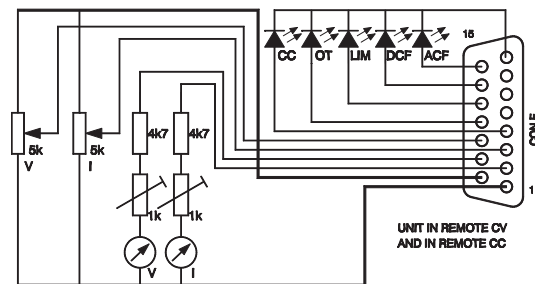 15
CC OT LIM DCF ACF
CON E
5k
V
5k
I
4k7
4k7
1k
1k
V
I
1
UNIT IN REMOTE CV
AND IN REMOTE CC